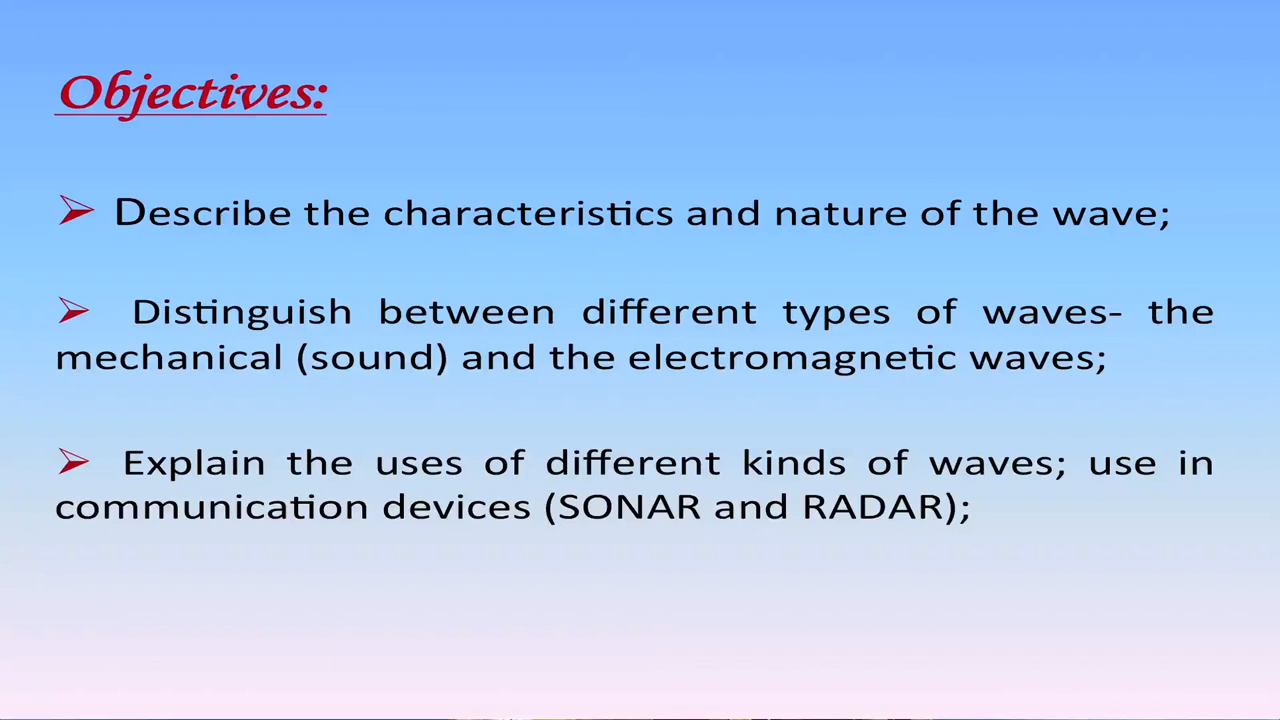 Objectives:
➢ Describe the characteristics and nature of the wave;
➢ Distinguish between different types of waves- the
mechanical (sound) and the electromagnetic waves;
➢ Explain the uses of different kinds of waves; use in
communication devices (SONAR and RADAR);